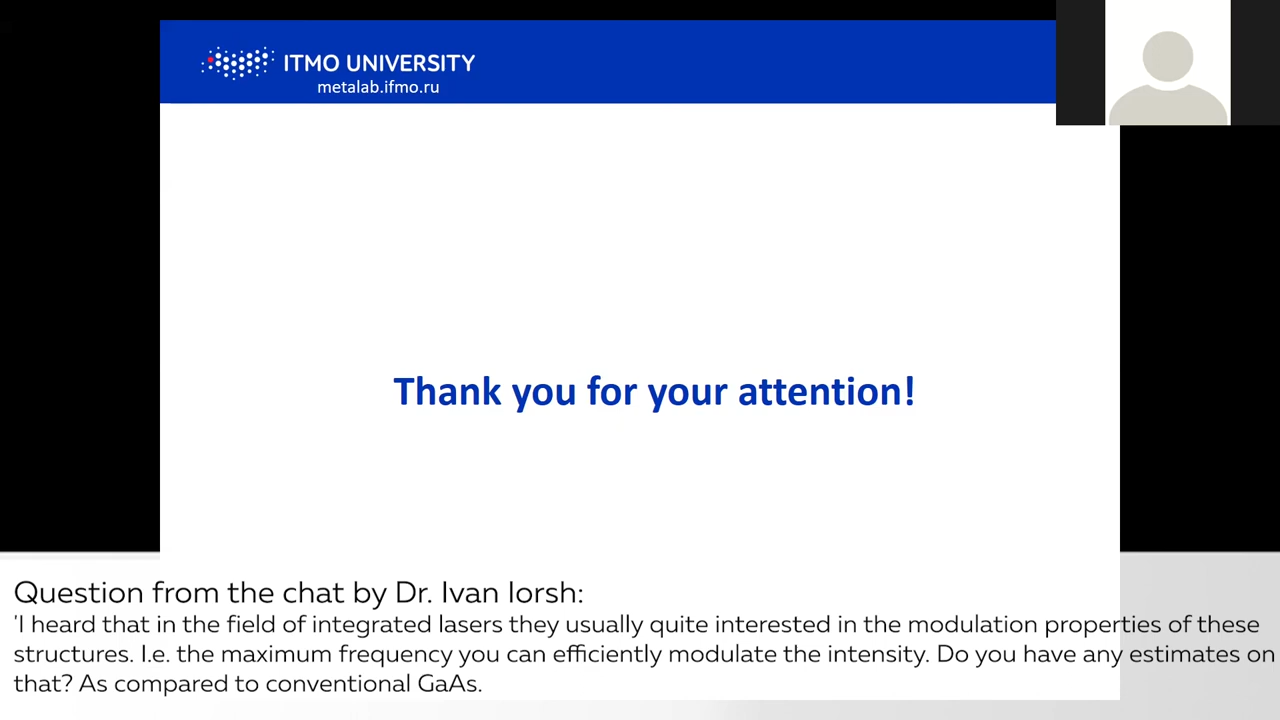 ITMO UNIVERSITY
metalab.ifmo.ru
Thank you for your attention!
Question from the chat by Dr. Ivan Iorsh:
'I heard that in the field of integrated lasers they usually quite interested in the modulation properties of these
structures. I.e. the maximum frequency you can efficiently modulate the intensity. Do you have any estimates on
that? As compared to conventional GaAs.